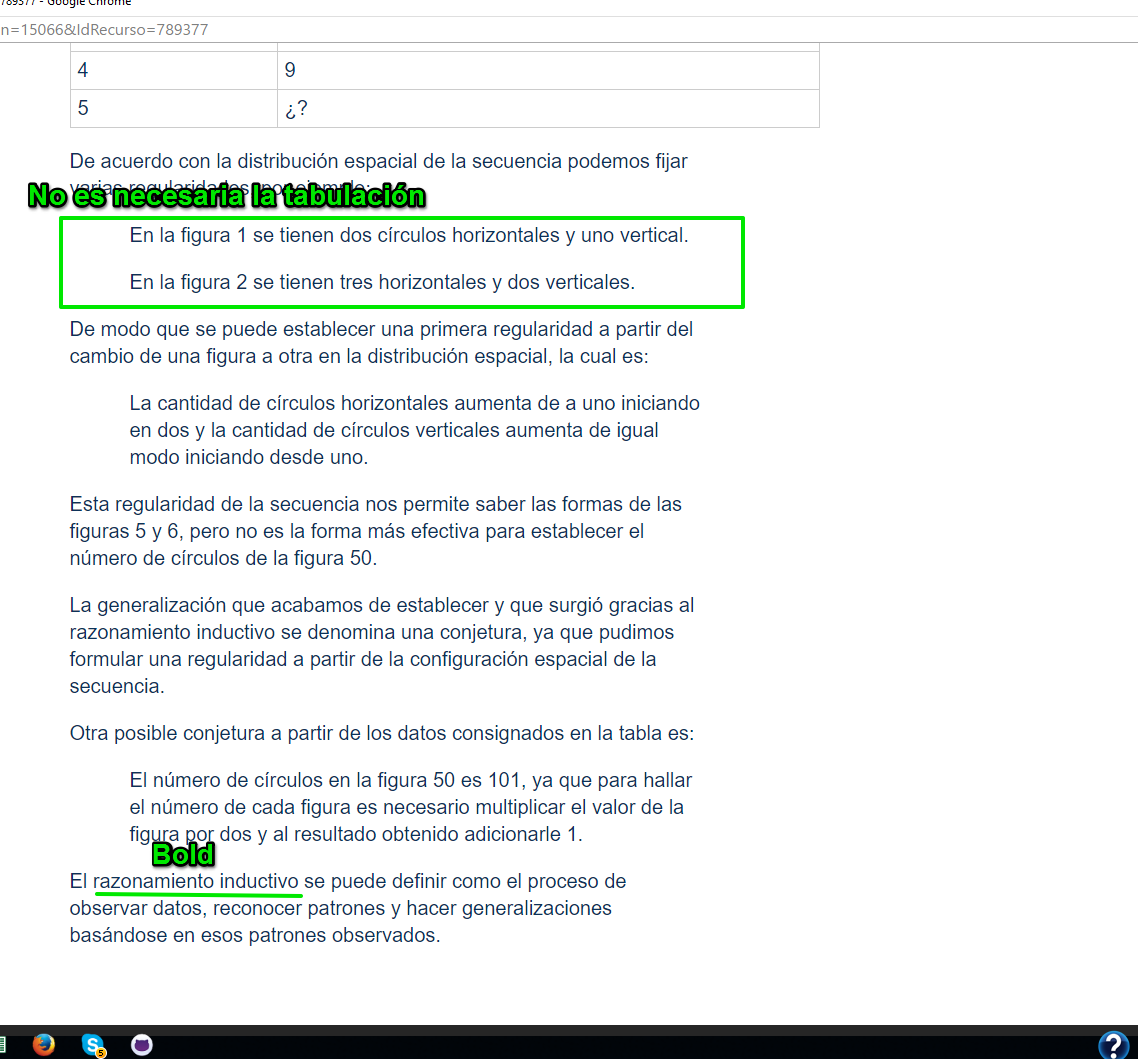 789377 - Google Chrome
n=15066&IdRecurso=789377
4 9
5 ¿?
De acuerdo con la distribución espacial de la secuencia podemos fijar
varias regularidades, por ejemplo:
No es necesaria la tabulación
En la figura 1 se tienen dos círculos horizontales y uno vertical.
En la figura 2 se tienen tres horizontales y dos verticales.
De modo que se puede establecer una primera regularidad a partir del
cambio de una figura a otra en la distribución espacial, la cual es:
La cantidad de círculos horizontales aumenta de a uno iniciando
en dos y la cantidad de círculos verticales aumenta de igual
modo iniciando desde uno.
Esta regularidad de la secuencia nos permite saber las formas de las
figuras 5 y 6, pero no es la forma más efectiva para establecer el
número de círculos de la figura 50.
La generalización que acabamos de establecer y que surgió gracias al
razonamiento inductivo se denomina una conjetura, ya que pudimos
formular una regularidad a partir de la configuración espacial de la
secuencia.
Otra posible conjetura a partir de los datos consignados en la tabla es:
El número de círculos en la figura 50 es 101, ya que para hallar
el número de cada figura es necesario multiplicar el valor de la
figura por dos y al resultado obtenido adicionarle 1.
Bold
El razonamiento inductivo se puede definir como el proceso de
observar datos, reconocer patrones y hacer generalizaciones
basándose en esos patrones observados.
S 5 ?